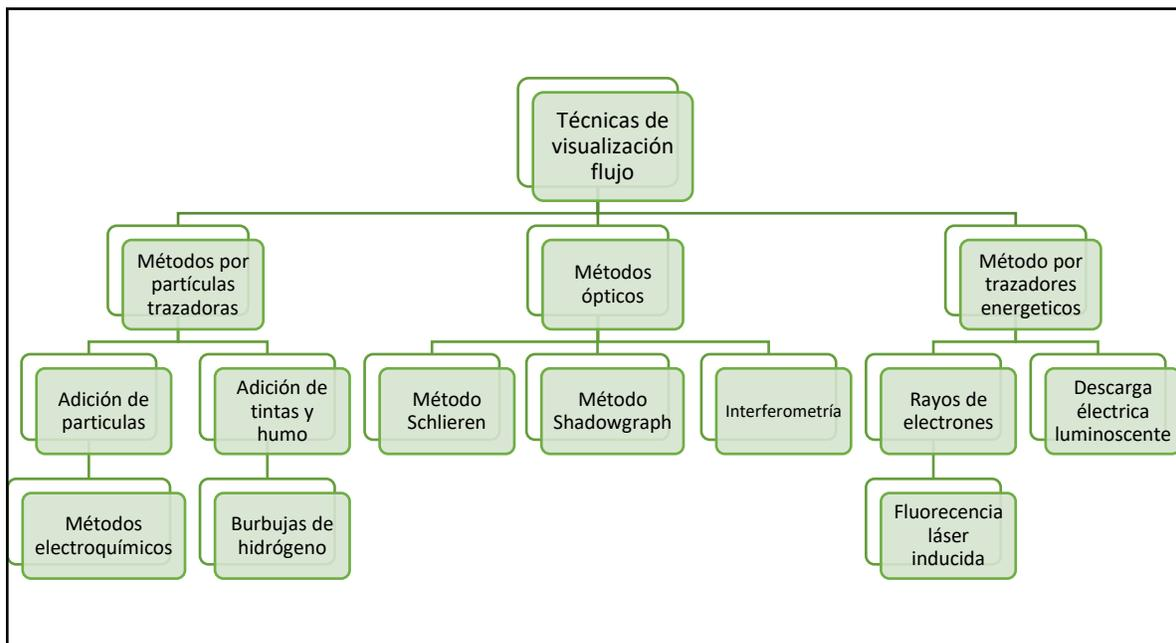 Técnicas de
visualización
flujo
Métodos por
partículas
trazadoras
Métodos
ópticos
Método por
trazadores
energeticos
Adición de
particulas
Adición de
tintas y
humo
Método
Schlieren
Método
Shadowgraph
Interferometría
Rayos de
electrones
Descarga
électrica
luminoscente
Métodos
electroquímicos
Burbujas de
hidrógeno
Fluorecencia
láser
inducida